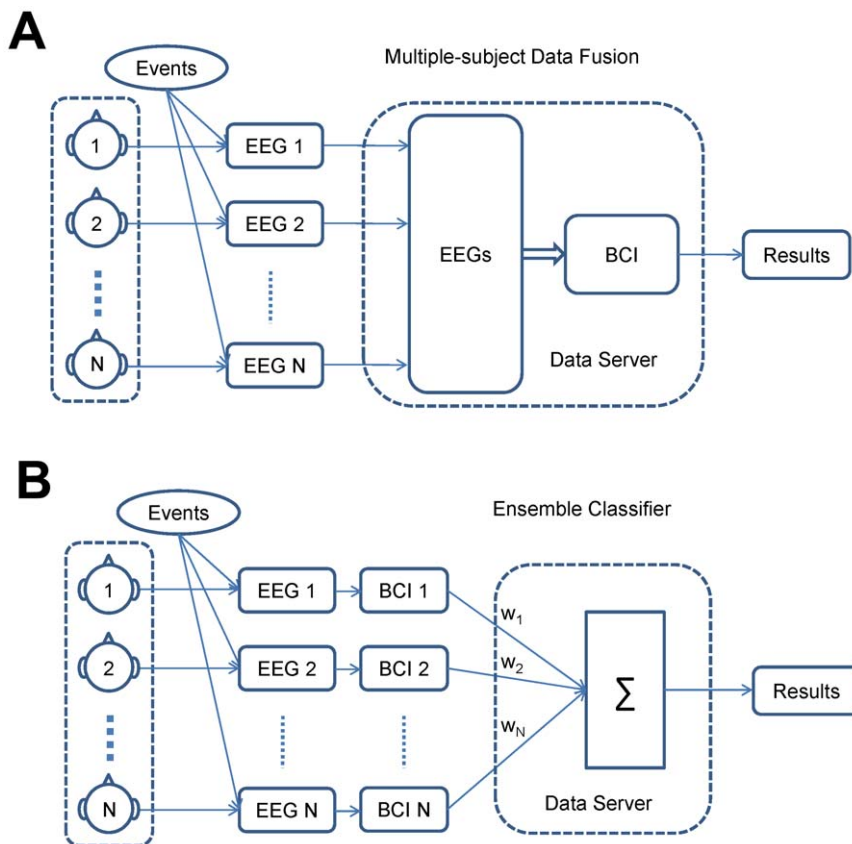 A
Events
Multiple-subject Data Fusion
1
EEG 1
2
EEG 2
EEGs
BCI
Results
N
EEG N
Data Server
B
Events
Ensemble Classifier
1
EEG 1
BCI 1
w₁
2
EEG 2
BCI 2
w₂
∑
Results
w_N
N
EEG N
BCI N
Data Server